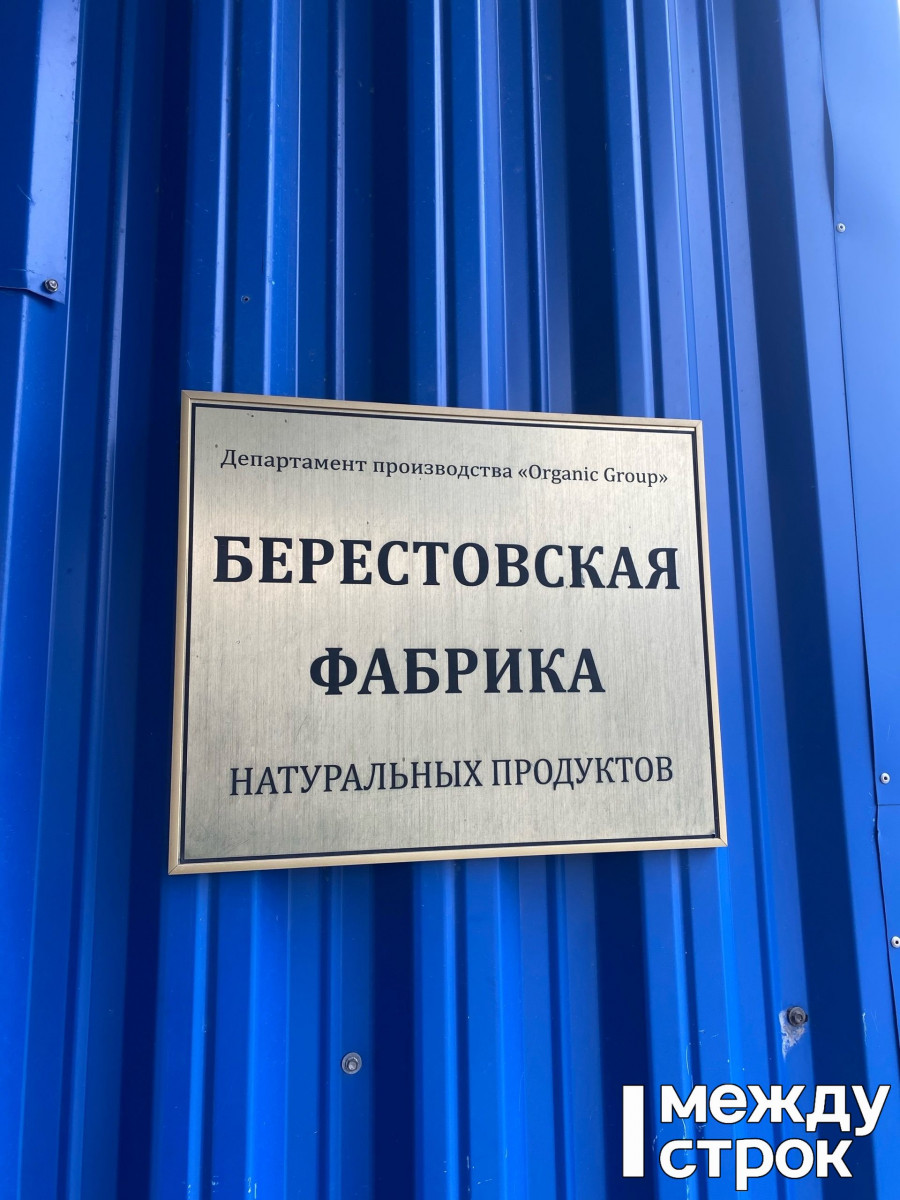 Департамент производства «Organic Group»
БЕРЕСТОВСКАЯ
ФАБРИКА
НАТУРАЛЬНЫХ ПРОДУКТОВ
между
строк